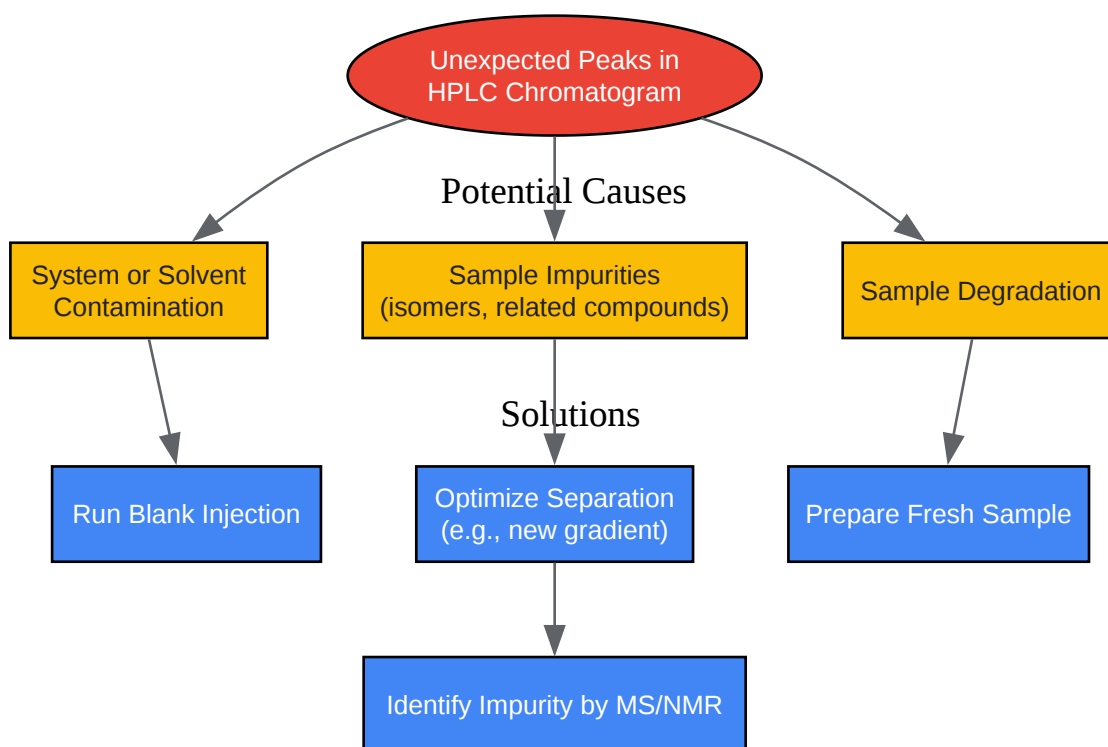 Unexpected Peaks in
HPLC Chromatogram
Potential Causes
System or Solvent
Contamination
Sample Impurities
(isomers, related compounds)
Sample Degradation
Solutions
Run Blank Injection
Optimize Separation
(e.g., new gradient)
Prepare Fresh Sample
Identify Impurity by MS/NMR